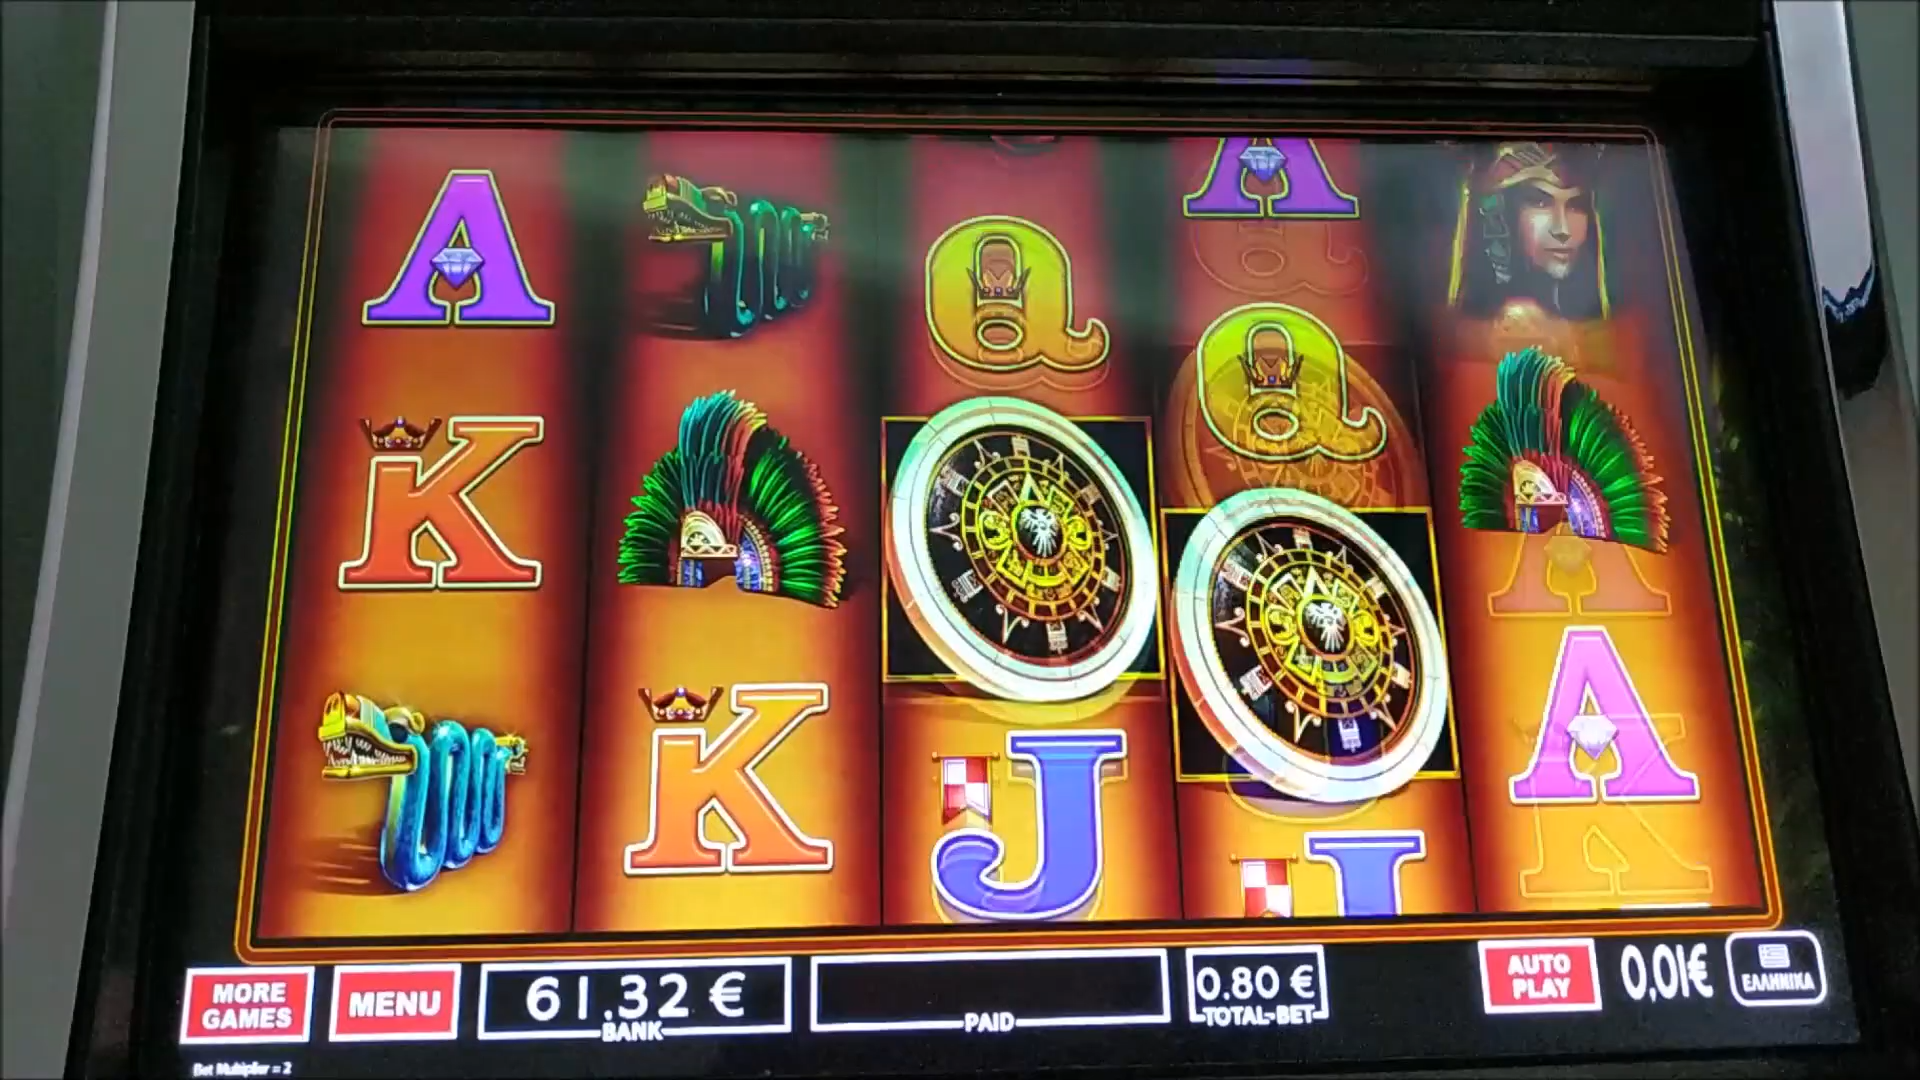 A
A
Q
Q
K
K
A
J
J
MORE
GAMES
MENU
61.32 €
BANK
PAID
0.80 €
TOTAL-BET
AUTO
PLAY
0,01€
ΕΛΛΗΝΙΚΑ
Bet Multiplier = 2